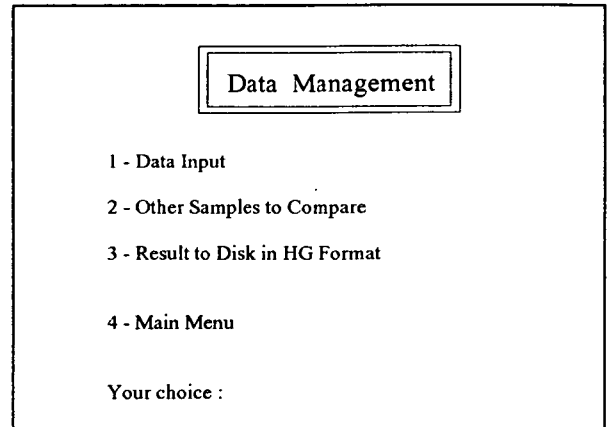 Data Management
1 - Data Input
2 - Other Samples to Compare
3 - Result to Disk in HG Format
4 - Main Menu
Your choice :